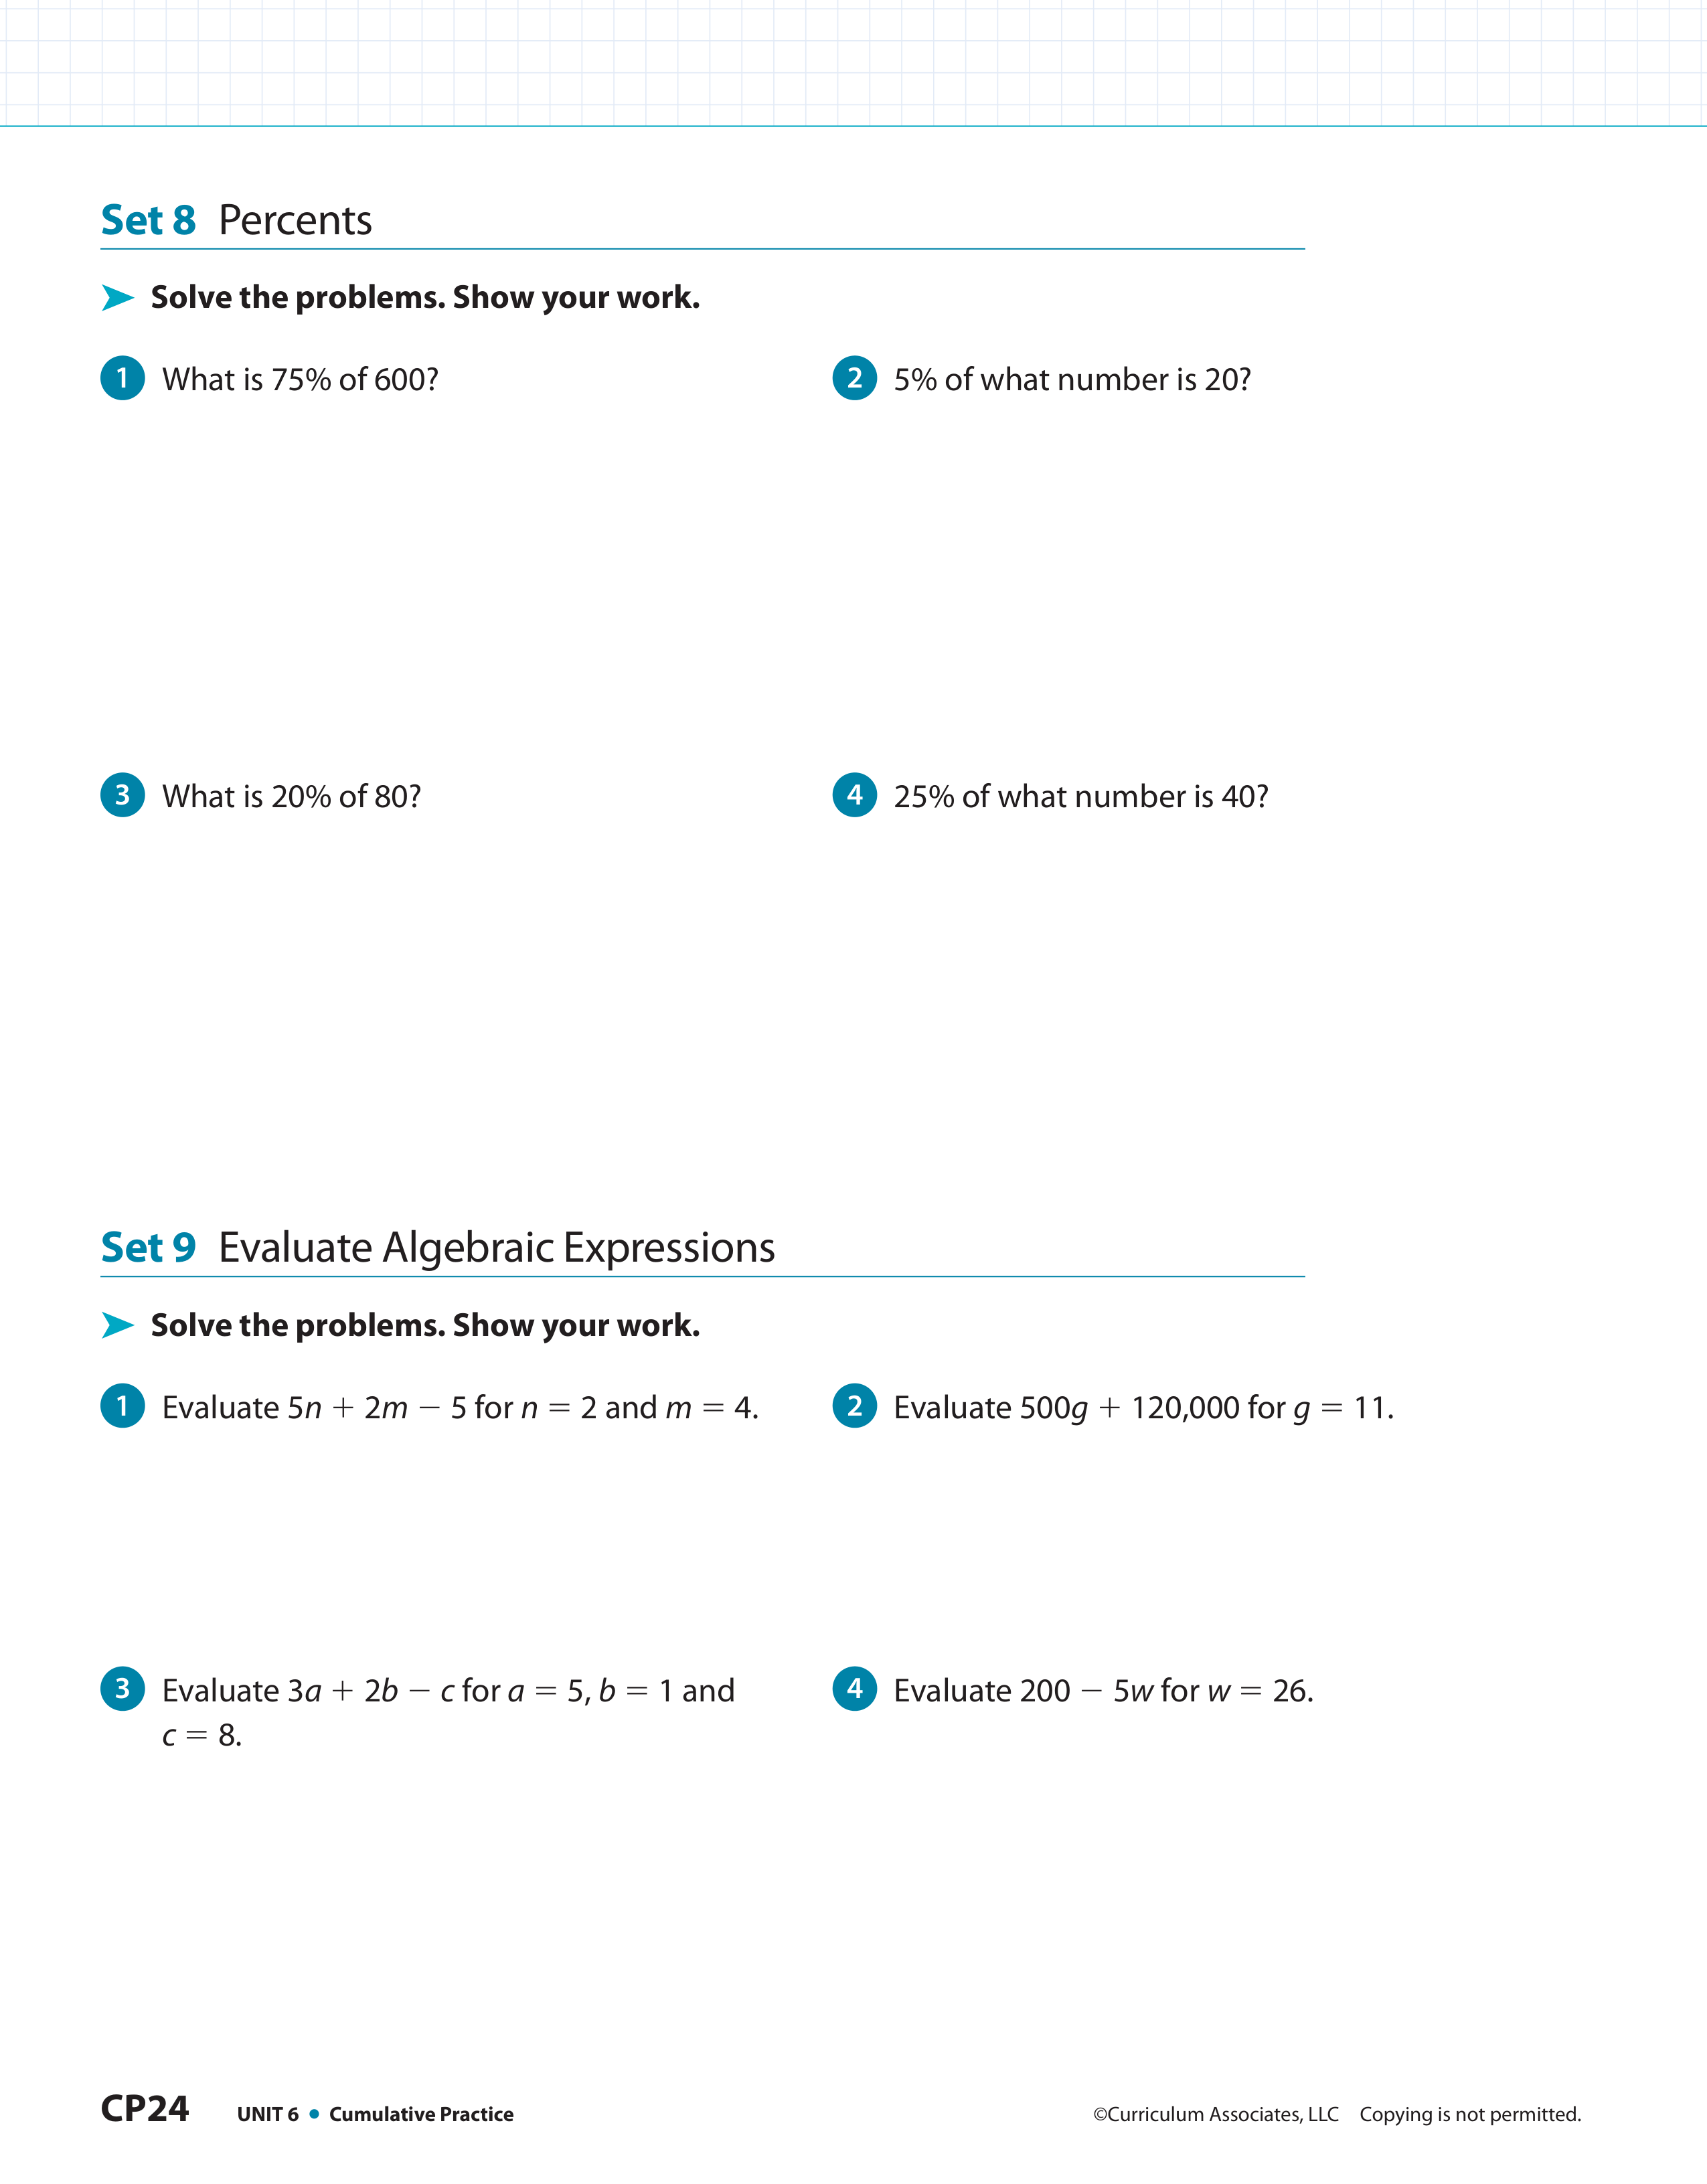 Set 8 Percents
Solve the problems. Show your work.
1 What is 75% of 600?
2 5% of what number is 20?
3 What is 20% of 80?
4 25% of what number is 40?
Set 9 Evaluate Algebraic Expressions
Solve the problems. Show your work.
1 Evaluate 5n + 2m − 5 for n = 2 and m = 4.
2 Evaluate 500g + 120,000 for g = 11.
3 Evaluate 3a + 2b − c for a = 5, b = 1 and
c = 8.
4 Evaluate 200 − 5w for w = 26.
CP24 UNIT 6 • Cumulative Practice ©Curriculum Associates, LLC Copying is not permitted.